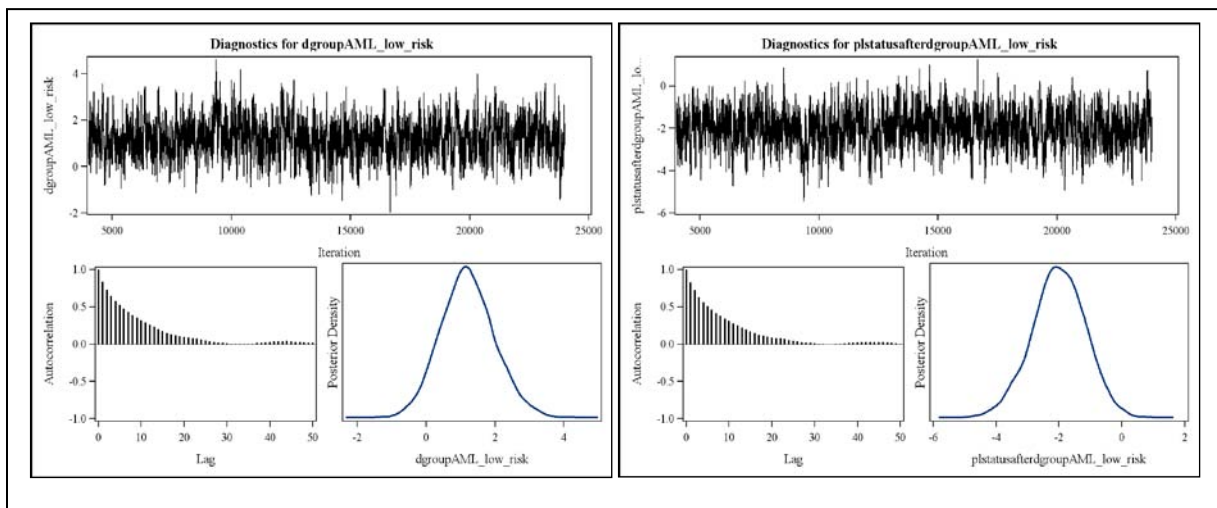 Diagnostics for dgroupAML_low_risk
dgroupAML_low_risk
4
2
0
-2
5000 10000 15000 20000 25000
Iteration
Autocorrelation
1.0
0.5
0.0
-0.5
-1.0
0 10 20 30 40 50
Lag
Posterior Density
-2 0 2 4
dgroupAML_low_risk
Diagnostics for plstatusafterdgroupAML_low_risk
plstatusafterdgroupAML_lo...
0
-2
-4
-6
5000 10000 15000 20000 25000
Iteration
Autocorrelation
1.0
0.5
0.0
-0.5
-1.0
0 10 20 30 40 50
Lag
Posterior Density
-6 -4 -2 0 2
plstatusafterdgroupAML_low_risk